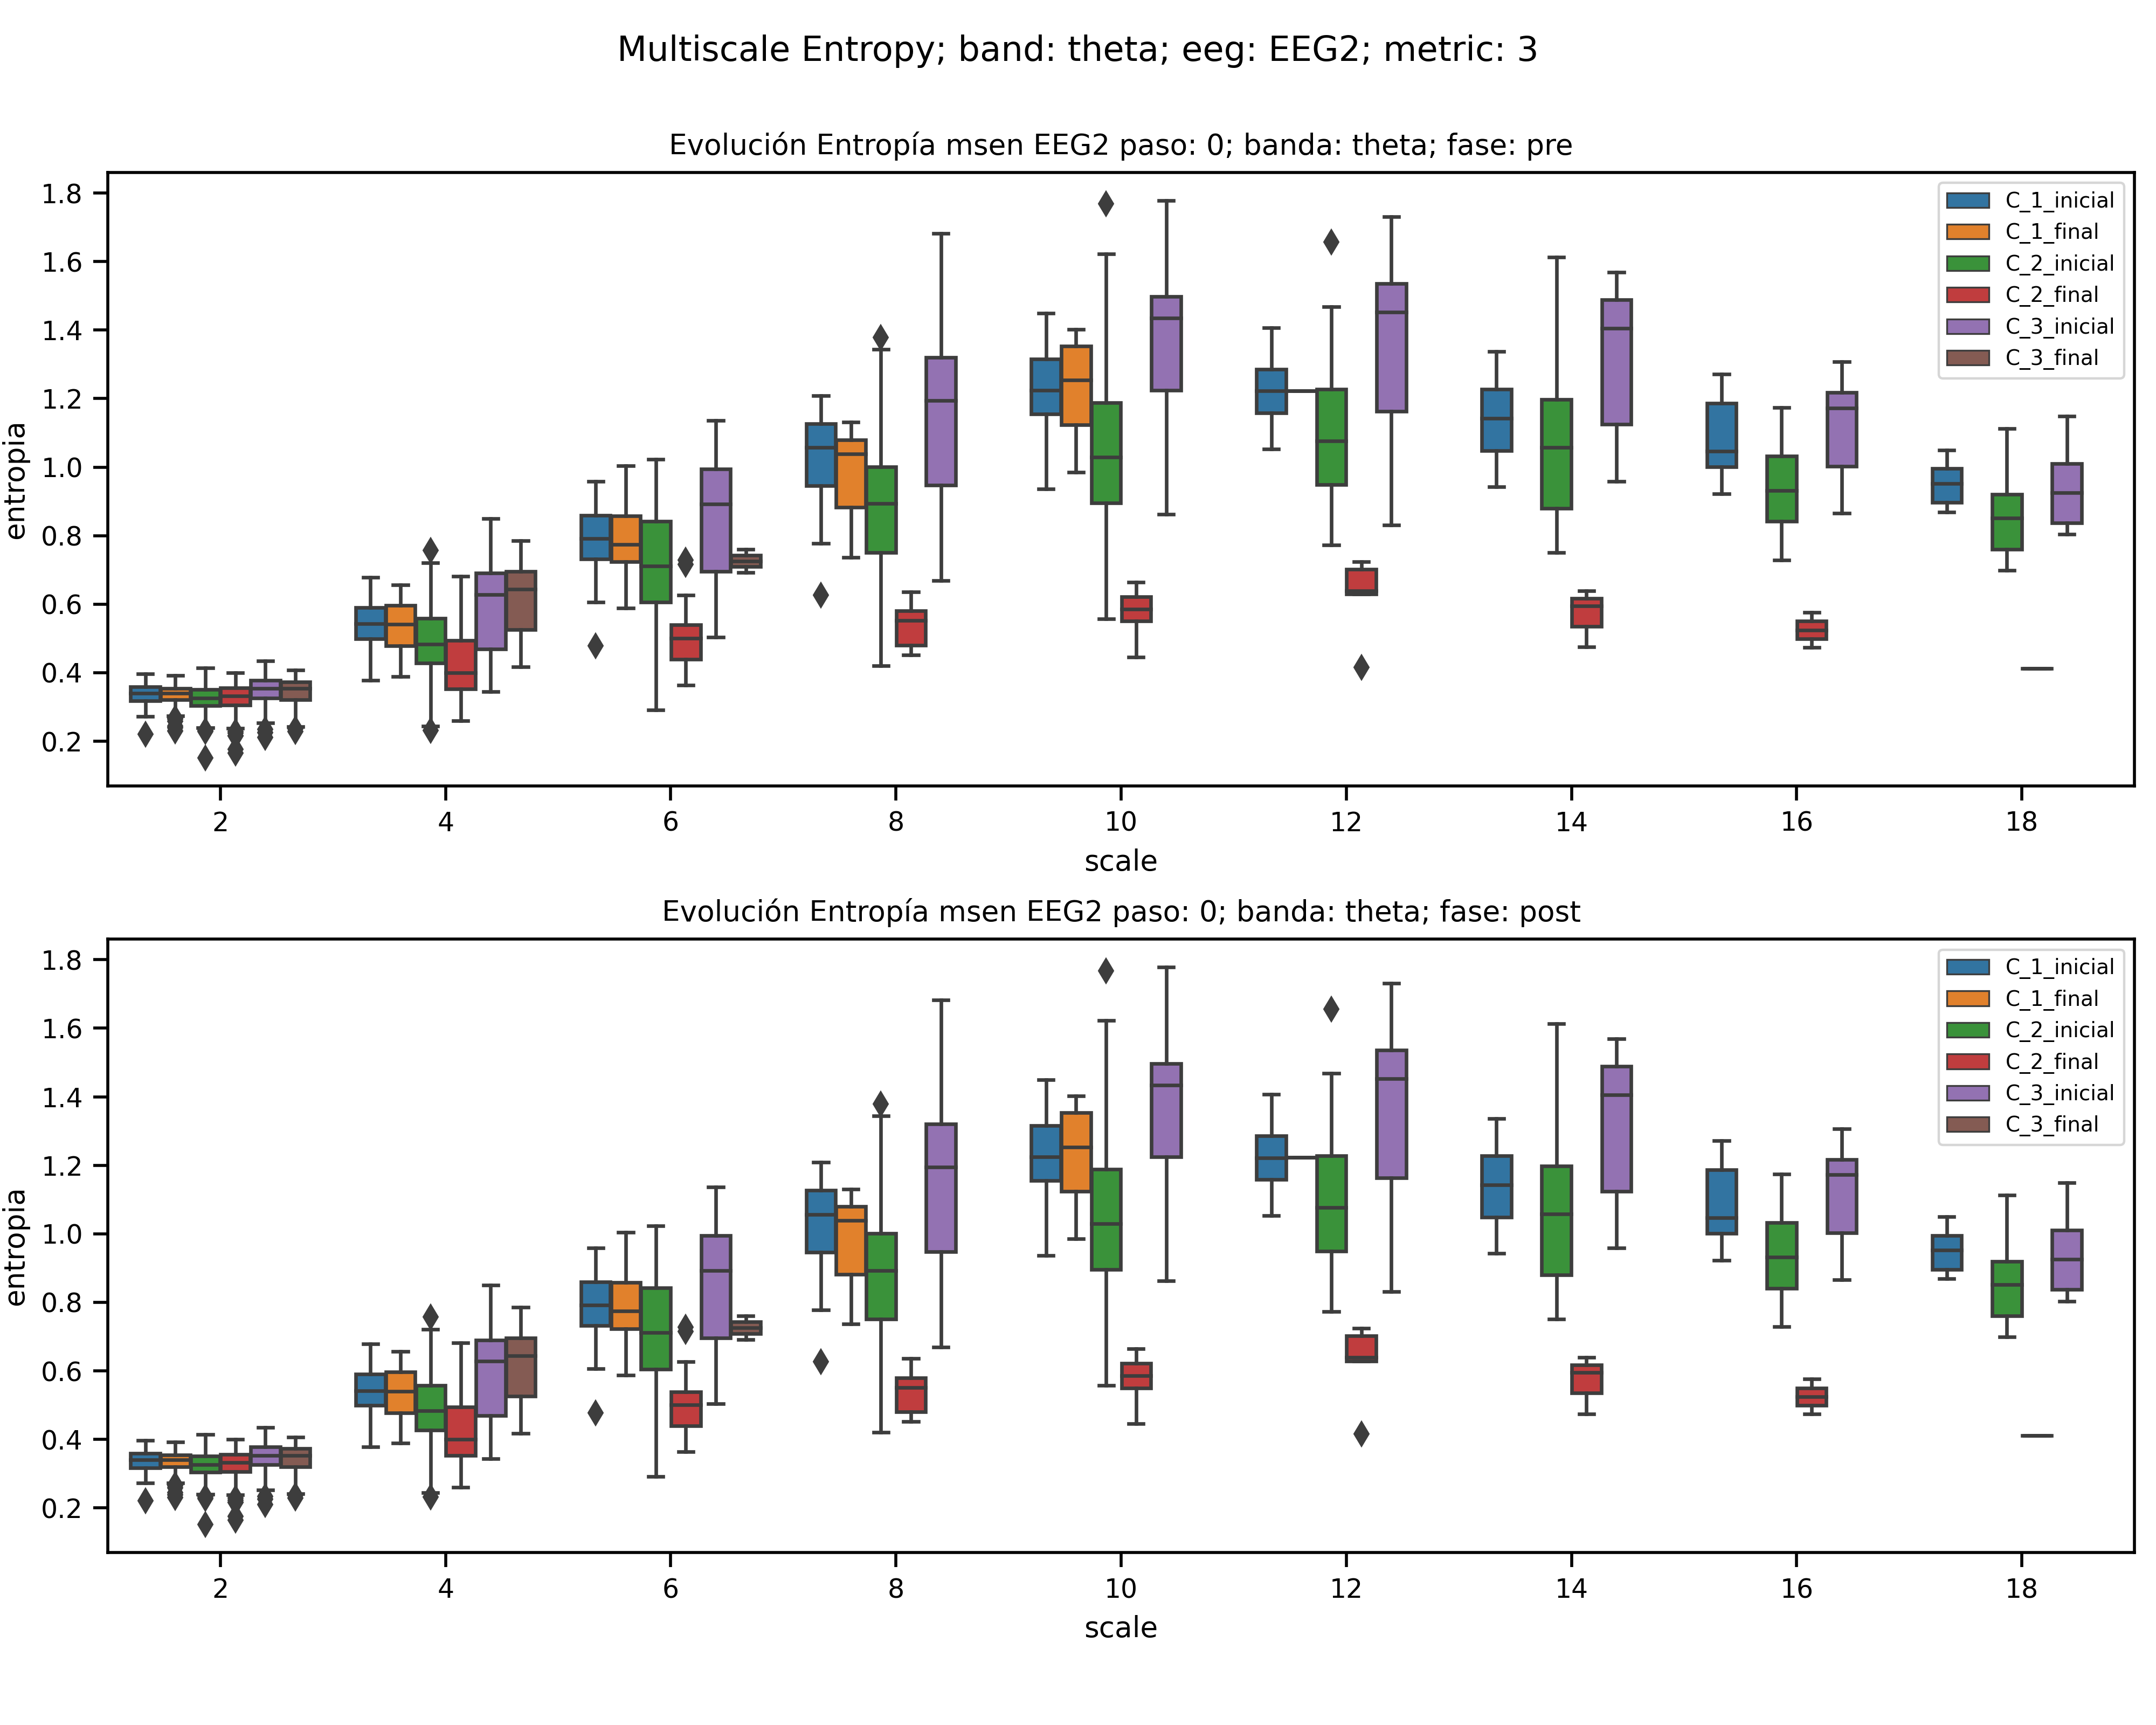 Multiscale Entropy; band: theta; eeg: EEG2; metric: 3
Evolución Entropía msen EEG2 paso: 0; banda: theta; fase: pre
1.8
1.6
1.4
1.2
1.0
0.8
0.6
0.4
0.2
entropia
C_1_inicial
C_1_final
C_2_inicial
C_2_final
C_3_inicial
C_3_final
2 4 6 8 10 12 14 16 18
scale
Evolución Entropía msen EEG2 paso: 0; banda: theta; fase: post
1.8
1.6
1.4
1.2
1.0
0.8
0.6
0.4
0.2
entropia
C_1_inicial
C_1_final
C_2_inicial
C_2_final
C_3_inicial
C_3_final
2 4 6 8 10 12 14 16 18
scale